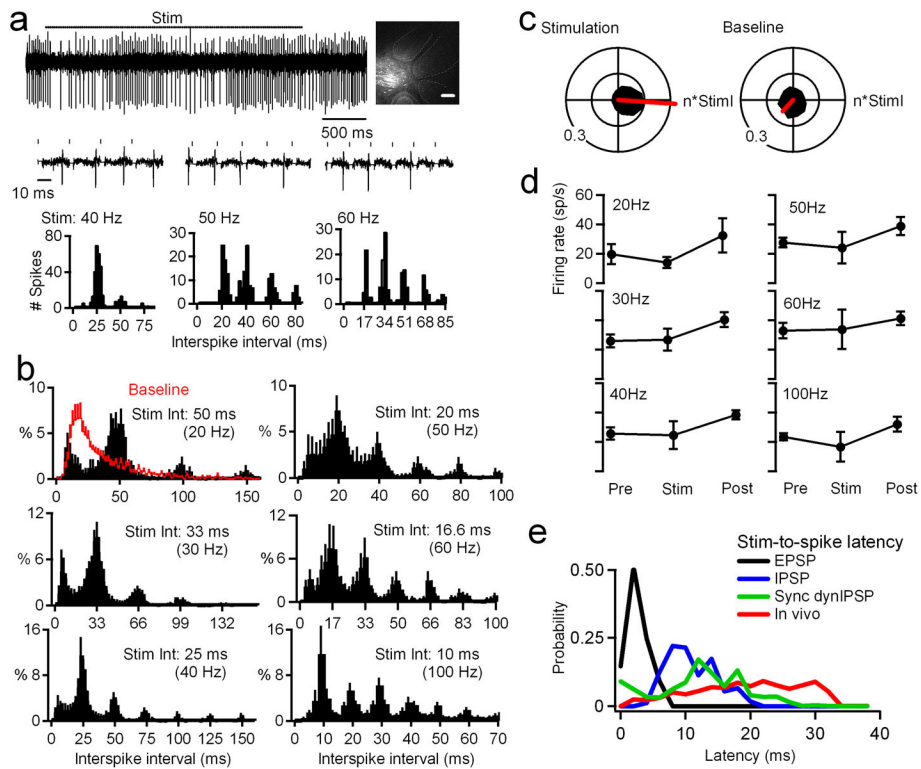 a
Stim
500 ms
10 ms
Stim: 40 Hz
50 Hz
60 Hz
# Spikes
80
40
0
0 25 50 75
30
15
0
0 20 40 60 80
30
15
0
0 17 34 51 68 85
Interspike interval (ms)
b
Baseline
Stim Int: 50 ms
(20 Hz)
%
10
5
0
0 50 100 150
Stim Int: 20 ms
(50 Hz)
%
10
5
0
0 20 40 60 80 100
Stim Int: 33 ms
(30 Hz)
%
12
6
0
0 33 66 99 132
Stim Int: 16.6 ms
(60 Hz)
%
12
6
0
0 17 33 50 66 83 100
Stim Int: 25 ms
(40 Hz)
%
16
8
0
0 25 50 75 100 125 150
Interspike interval (ms)
Stim Int: 10 ms
(100 Hz)
%
16
8
0
0 10 20 30 40 50 60 70
Interspike interval (ms)
c
Stimulation
Baseline
n*StimI
n*StimI
0.3
0.3
d
Firing rate (sp/s)
60
40
20
0
20Hz
50Hz
30Hz
60Hz
40Hz
100Hz
Pre Stim Post
Pre Stim Post
e
Stim-to-spike latency
EPSP
IPSP
Sync dynIPSP
In vivo
Probability
0.50
0.25
0
0 10 20 30 40
Latency (ms)